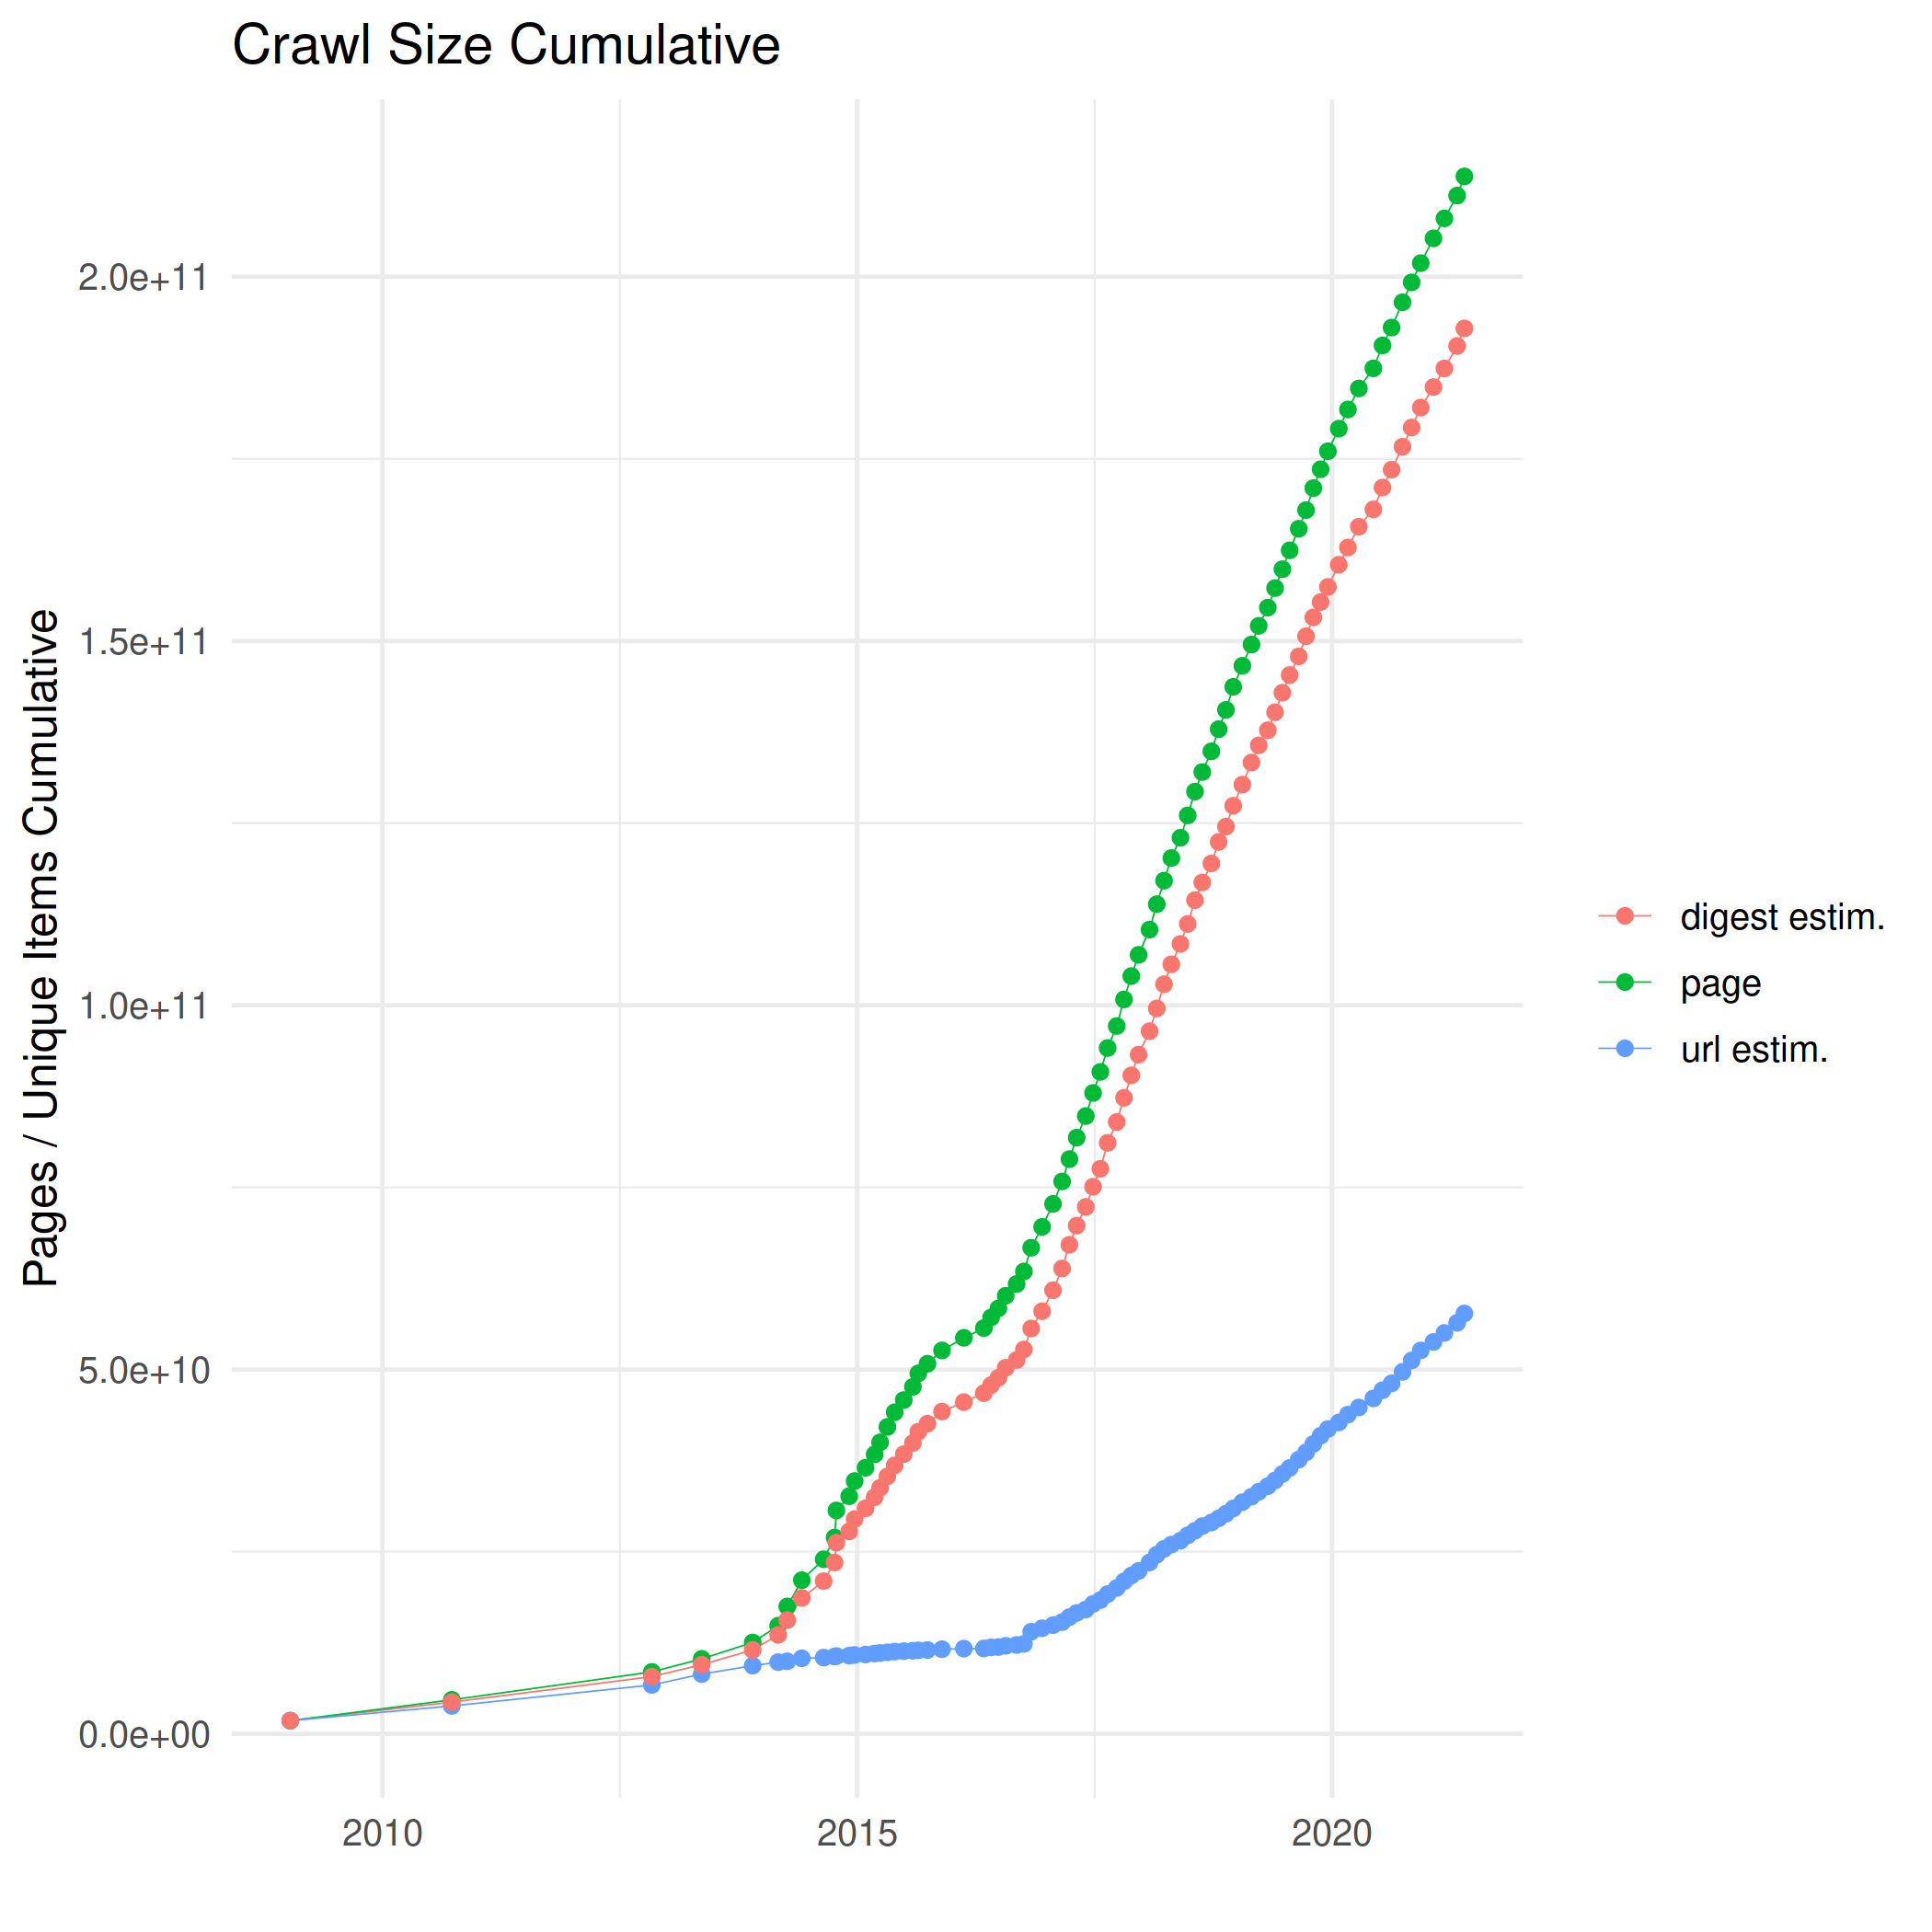 Crawl Size Cumulative
Pages / Unique Items Cumulative
2.0e+11
1.5e+11
1.0e+11
5.0e+10
0.0e+00
2010
2015
2020
digest estim.
page
url estim.